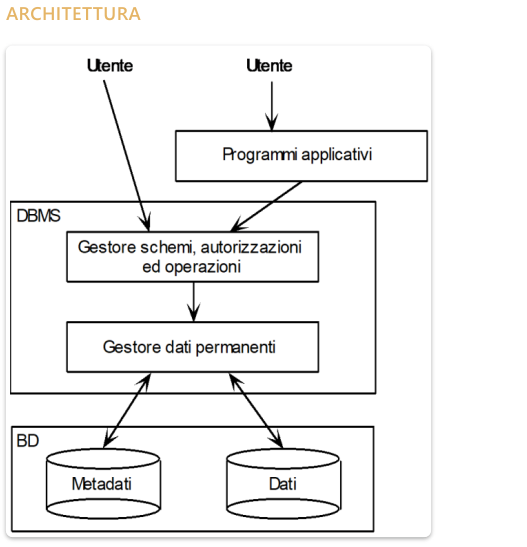 ARCHITETTURA
Utente
Utente
Programmi applicativi
DBMS
Gestore schemi, autorizzazioni
ed operazioni
Gestore dati permanenti
BD
Metadati
Dati